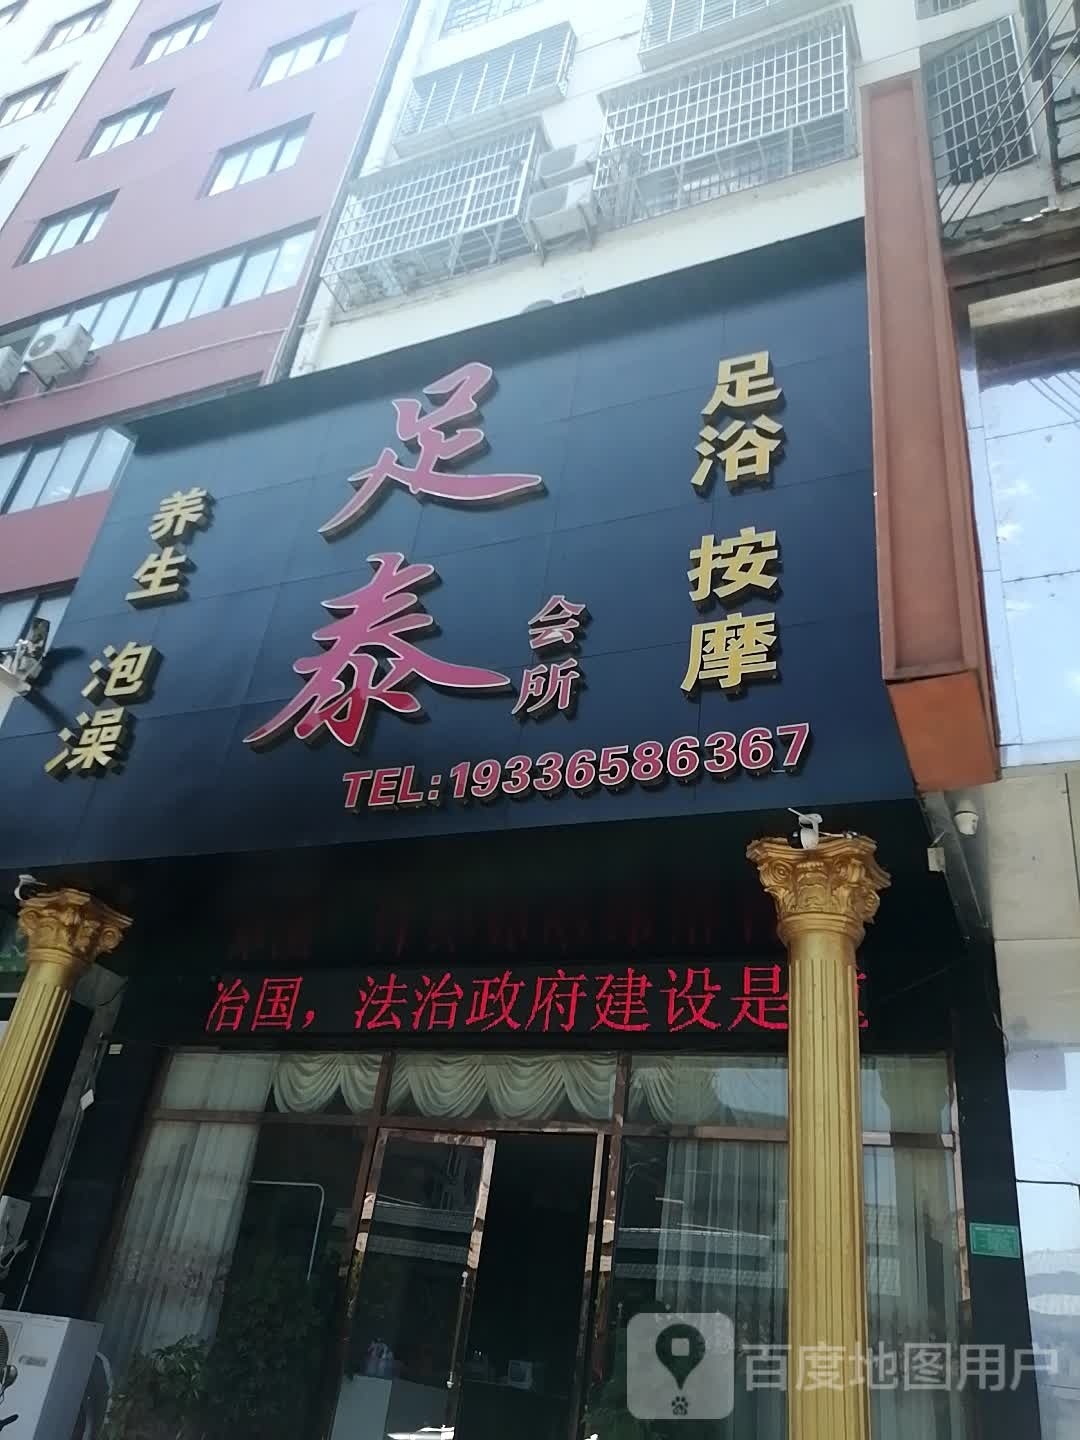 足泰
会所
足浴 按摩
养生 泡澡
TEL:19336586367
治国，法治政府建设是
百度地图用户